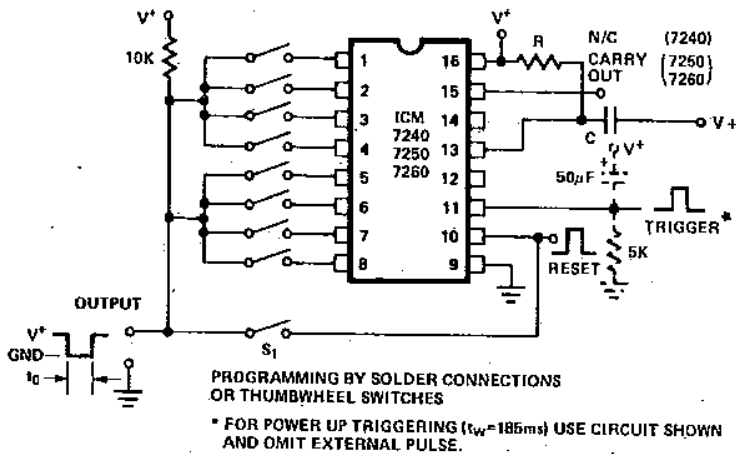 V+
10K
V+
R
N/C (7240)
CARRY OUT (7250)
(7260)
1
2
3
4
5
6
7
8
ICM
7240
7250
7260
16
15
14
13
12
11
10
9
C
V+
V+
50μF
TRIGGER*
5K
RESET
OUTPUT
V+
GND
t0
S1
PROGRAMMING BY SOLDER CONNECTIONS
OR THUMBWHEEL SWITCHES
* FOR POWER UP TRIGGERING (tW=185ms) USE CIRCUIT SHOWN
AND OMIT EXTERNAL PULSE.